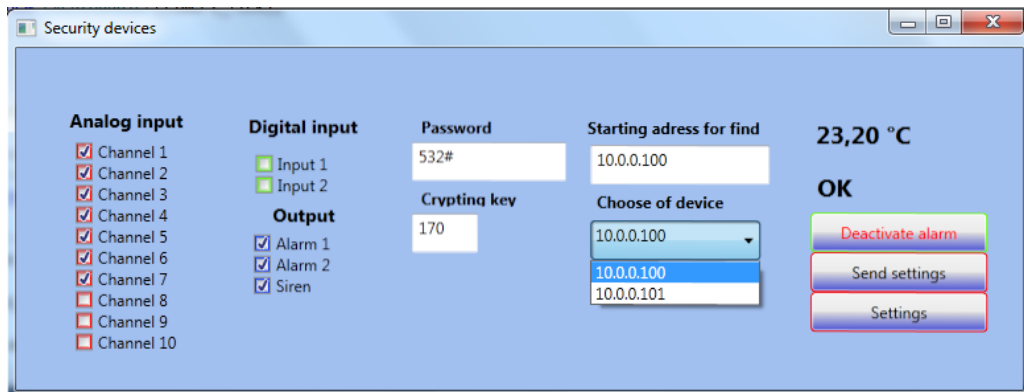 Security devices
Analog input
Channel 1
Channel 2
Channel 3
Channel 4
Channel 5
Channel 6
Channel 7
Channel 8
Channel 9
Channel 10
Digital input
Input 1
Input 2
Output
Alarm 1
Alarm 2
Siren
Password
532#
Crypting key
170
Starting adress for find
10.0.0.100
Choose of device
10.0.0.100
10.0.0.100
10.0.0.101
23,20 °C
OK
Deactivate alarm
Send settings
Settings